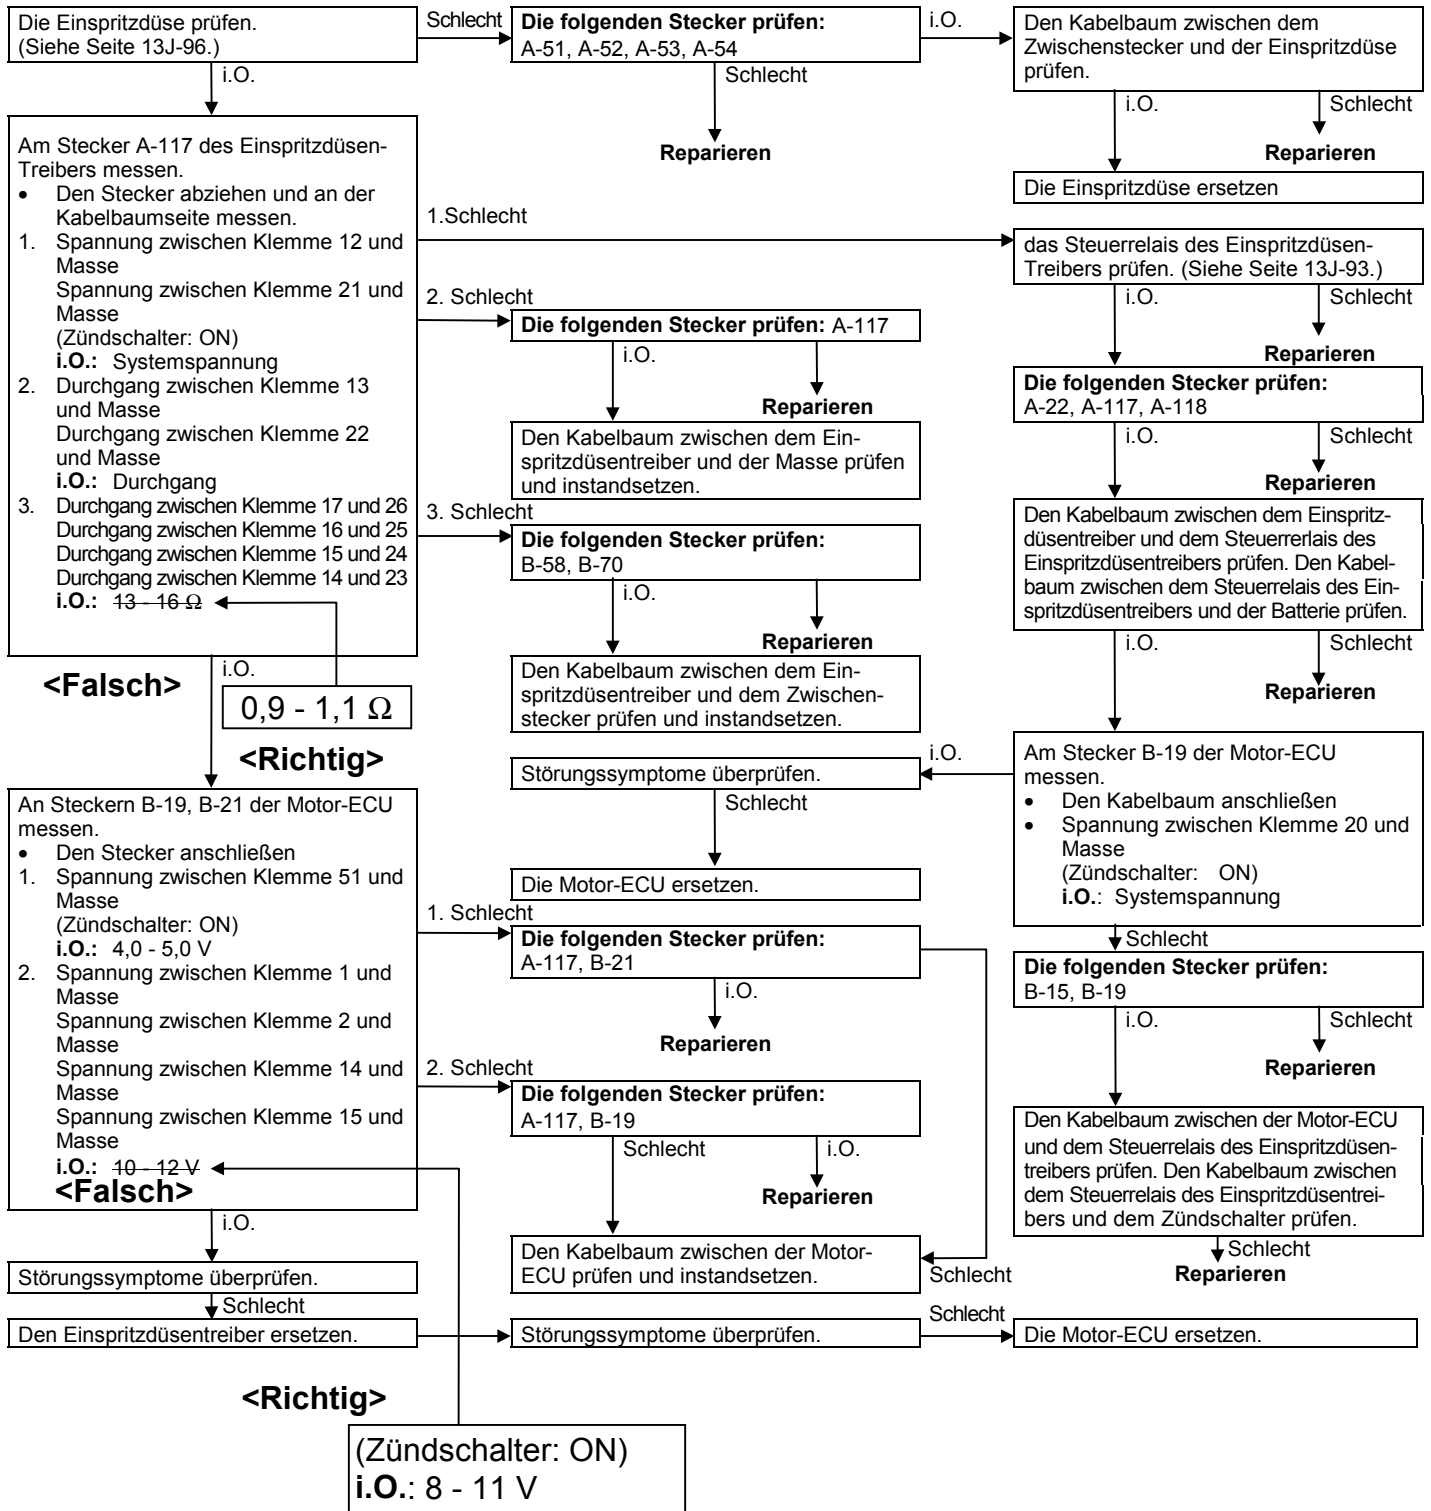 Die Einspritzdüse prüfen.
(Siehe Seite 13J-96.)
Schlecht
Die folgenden Stecker prüfen:
A-51, A-52, A-53, A-54
i.O.
Den Kabelbaum zwischen dem
Zwischenstecker und der Einspritzdüse
prüfen.
i.O.
Schlecht
Reparieren
i.O.
Schlecht
Reparieren
Die Einspritzdüse ersetzen
Am Stecker A-117 des Einspritzdüsen-
Treibers messen.
• Den Stecker abziehen und an der
Kabelbaumseite messen.
1. Spannung zwischen Klemme 12 und
Masse
Spannung zwischen Klemme 21 und
Masse
(Zündschalter: ON)
i.O.: Systemspannung
2. Durchgang zwischen Klemme 13
und Masse
Durchgang zwischen Klemme 22
und Masse
i.O.: Durchgang
3. Durchgang zwischen Klemme 17 und 26
Durchgang zwischen Klemme 16 und 25
Durchgang zwischen Klemme 15 und 24
Durchgang zwischen Klemme 14 und 23
i.O.: 13 - 16 Ω
1.Schlecht
das Steuerrelais des Einspritzdüsen-
Treibers prüfen. (Siehe Seite 13J-93.)
i.O.
Schlecht
Reparieren
2. Schlecht
Die folgenden Stecker prüfen: A-117
i.O.
Reparieren
Den Kabelbaum zwischen dem Ein-
spritzdüsentreiber und der Masse prüfen
und instandsetzen.
Die folgenden Stecker prüfen:
A-22, A-117, A-118
i.O.
Schlecht
Reparieren
3. Schlecht
Die folgenden Stecker prüfen:
B-58, B-70
i.O.
Reparieren
Den Kabelbaum zwischen dem Ein-
spritzdüsentreiber und dem Zwischen-
stecker prüfen und instandsetzen.
Den Kabelbaum zwischen dem Einspritz-
düsentreiber und dem Steuerrerlais des
Einspritzdüsentreibers prüfen. Den Kabel-
baum zwischen dem Steuerrelais des Ein-
spritzdüsentreibers und der Batterie prüfen.
i.O.
Schlecht
Reparieren
<Falsch>
i.O.
0,9 - 1,1 Ω
<Richtig>
Am Stecker B-19 der Motor-ECU
messen.
• Den Kabelbaum anschließen
• Spannung zwischen Klemme 20 und
Masse
(Zündschalter: ON)
i.O.: Systemspannung
i.O.
Störungssymptome überprüfen.
Schlecht
Die Motor-ECU ersetzen.
Schlecht
Die folgenden Stecker prüfen:
B-15, B-19
i.O.
Schlecht
Reparieren
Den Kabelbaum zwischen der Motor-ECU
und dem Steuerrelais des Einspritzdüsen-
treibers prüfen. Den Kabelbaum zwischen
dem Steuerrelais des Einspritzdüsentrei-
bers und dem Zündschalter prüfen.
Schlecht
Reparieren
An Steckern B-19, B-21 der Motor-ECU
messen.
• Den Stecker anschließen
1. Spannung zwischen Klemme 51 und
Masse
(Zündschalter: ON)
i.O.: 4,0 - 5,0 V
2. Spannung zwischen Klemme 1 und
Masse
Spannung zwischen Klemme 2 und
Masse
Spannung zwischen Klemme 14 und
Masse
Spannung zwischen Klemme 15 und
Masse
i.O.: 10 - 12 V
<Falsch>
1. Schlecht
Die folgenden Stecker prüfen:
A-117, B-21
i.O.
Reparieren
2. Schlecht
Die folgenden Stecker prüfen:
A-117, B-19
Schlecht
i.O.
Reparieren
Den Kabelbaum zwischen der Motor-
ECU prüfen und instandsetzen.
Schlecht
i.O.
Störungssymptome überprüfen.
Schlecht
Den Einspritzdüsentreiber ersetzen.
Störungssymptome überprüfen.
Schlecht
Die Motor-ECU ersetzen.
<Richtig>
(Zündschalter: ON)
i.O.: 8 - 11 V